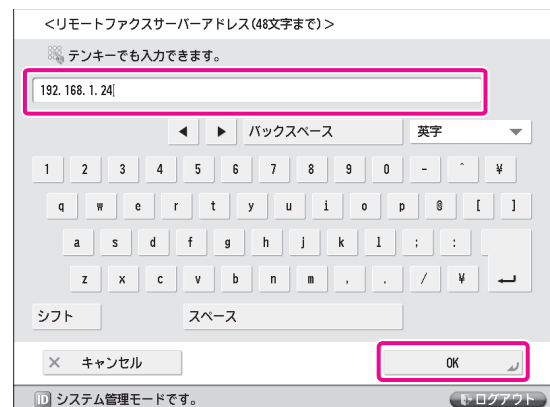 <リモートファクスサーバーアドレス(48文字まで)>
テンキーでも入力できます。
192.168.1.24
◀ ▶ バックスペース 英字
1 2 3 4 5 6 7 8 9 0 - ^ ¥
q w e r t y u i o p @ [ ]
a s d f g h j k l ; :
z x c v b n m , . / ¥
シフト スペース
× キャンセル OK
ID システム管理モードです。 ログアウト